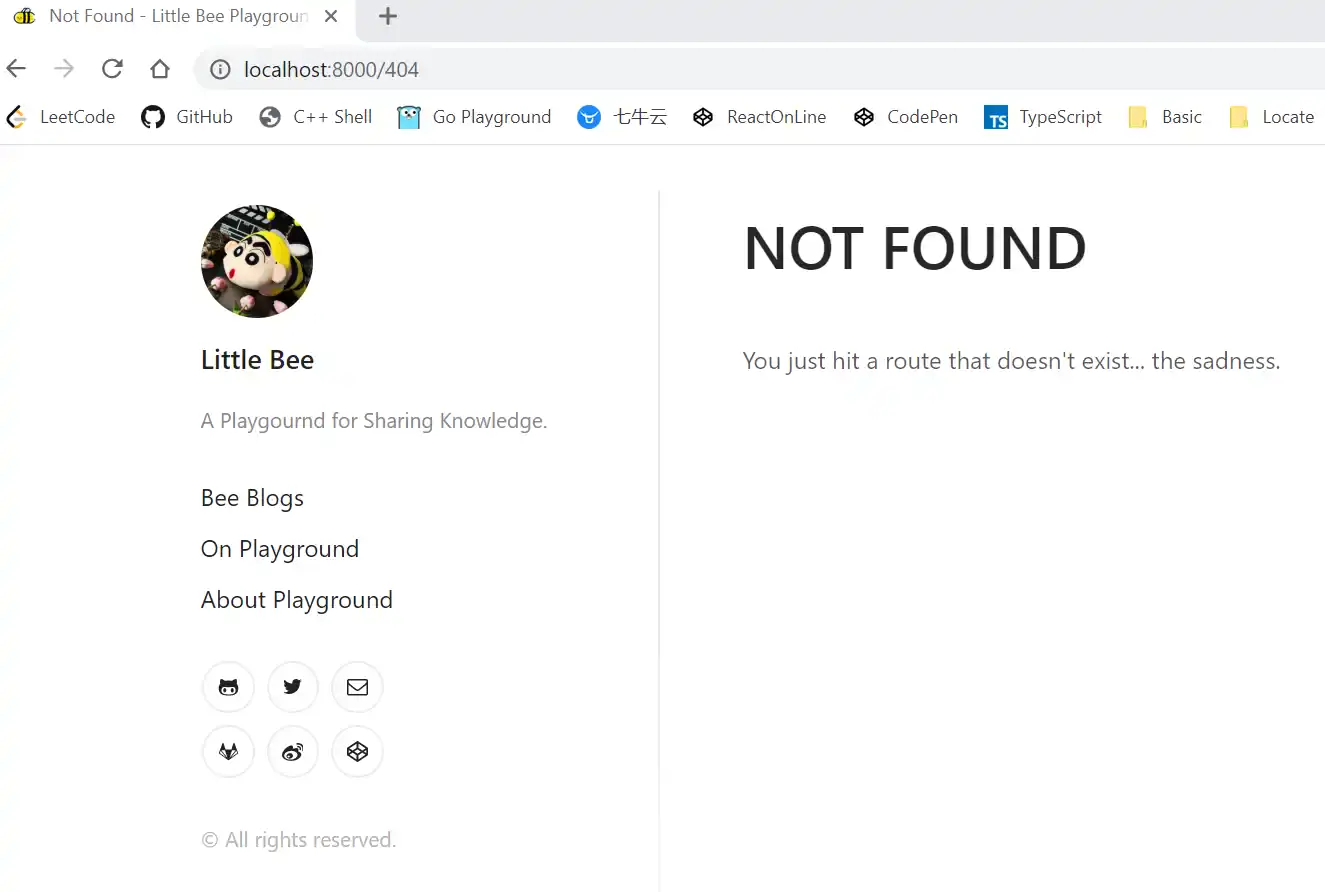 Not Found - Little Bee Playgroun
localhost:8000/404
LeetCode GitHub C++ Shell Go Playground 七牛云 ReactOnLine CodePen TS TypeScript Basic Locate
Little Bee
A Playgournd for Sharing Knowledge.
Bee Blogs
On Playground
About Playground
© All rights reserved.
NOT FOUND
You just hit a route that doesn't exist... the sadness.